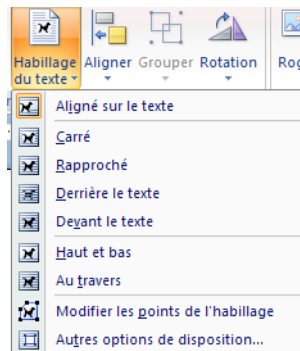 Habillage Aligner Grouper Rotation Rog
du texte
Aligné sur le texte
Carré
Rapproché
Derrière le texte
Devant le texte
Haut et bas
Au travers
Modifier les points de l'habillage
Autres options de disposition...